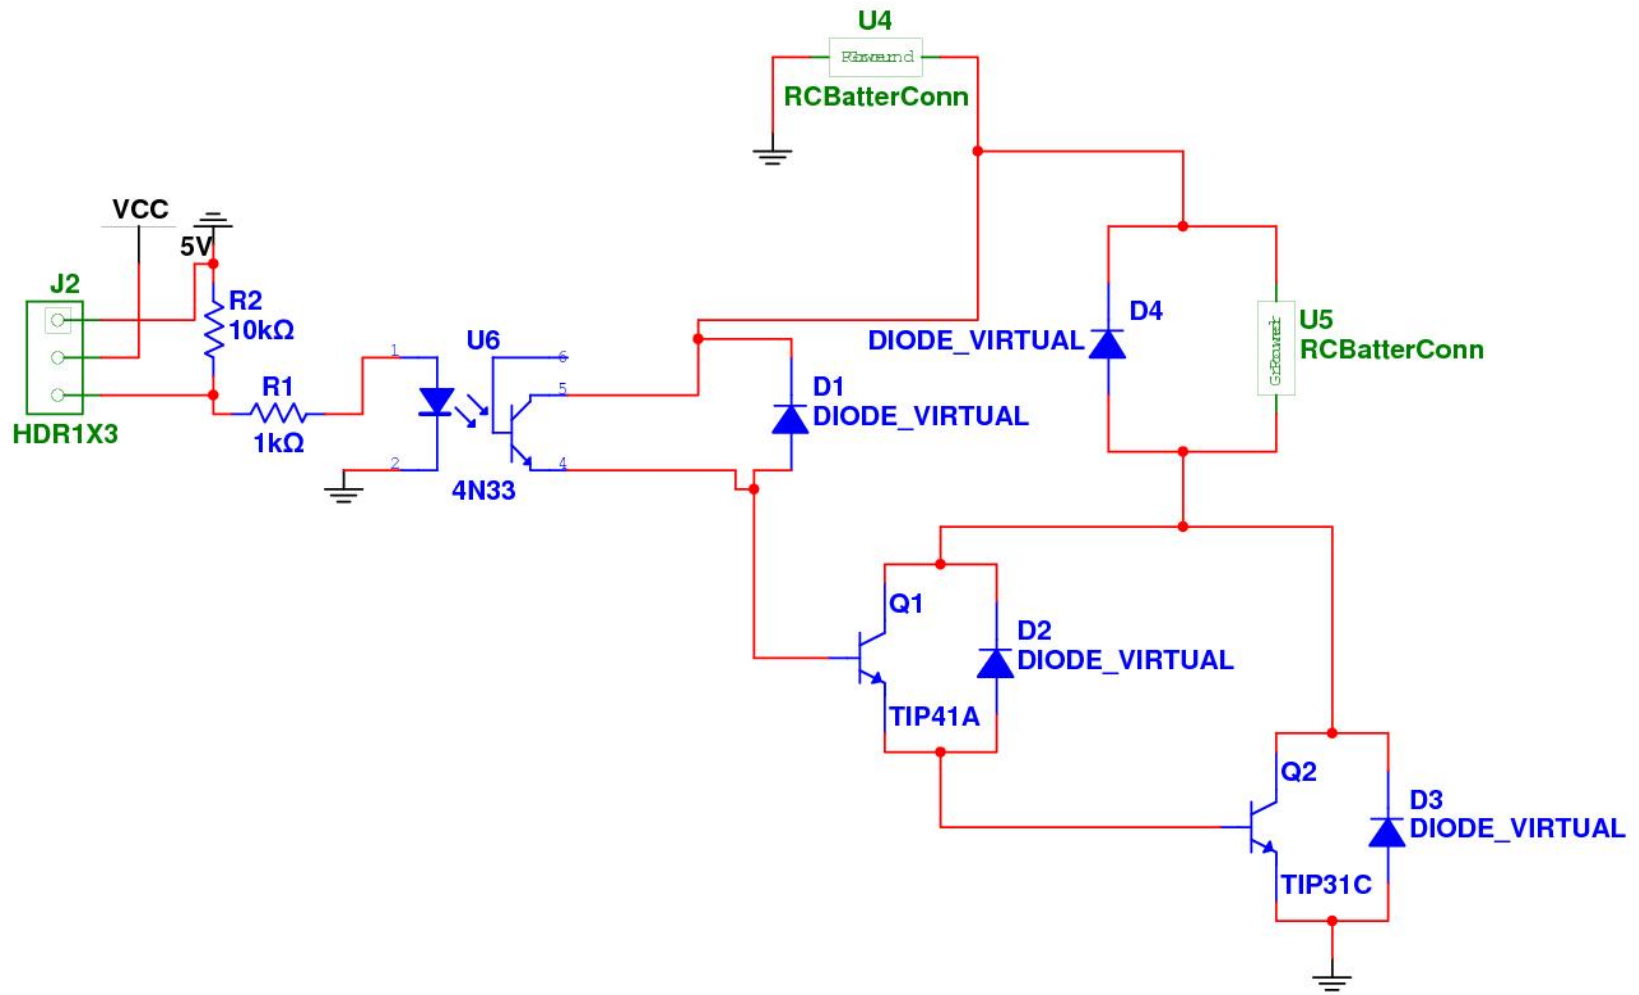 U4
RCBatterConn
VCC
5V
J2
HDR1X3
R2
10kΩ
R1
1kΩ
1
2
U6
4N33
6
5
4
D1
DIODE_VIRTUAL
D4
DIODE_VIRTUAL
U5
RCBatterConn
Q1
TIP41A
D2
DIODE_VIRTUAL
Q2
TIP31C
D3
DIODE_VIRTUAL